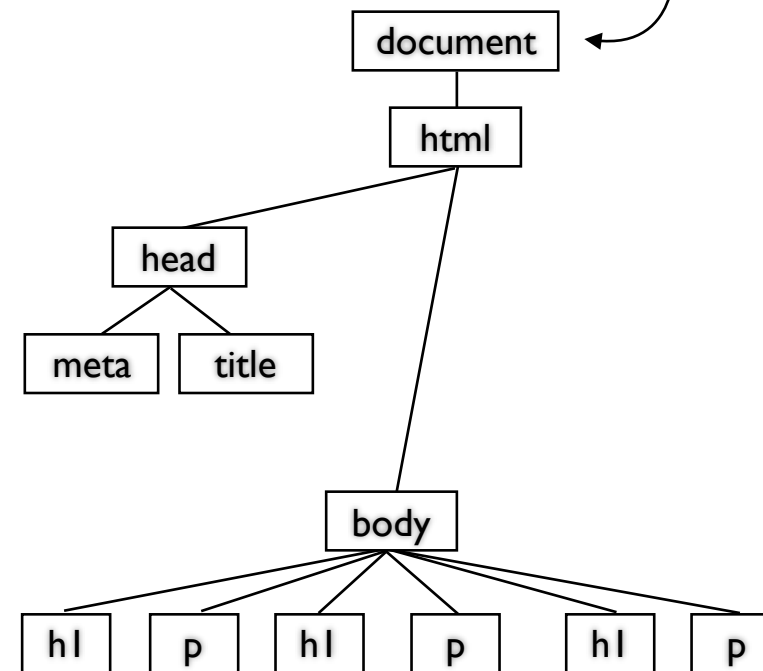 document
html
head
meta title
body
h1 p h1 p h1 p